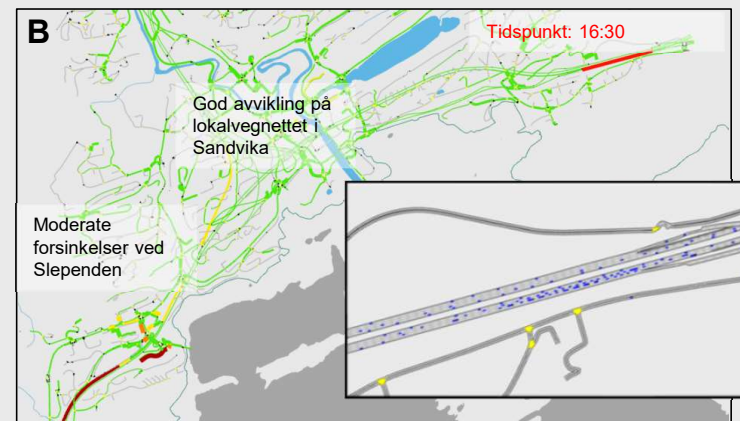 B
Tidspunkt: 16:30
God avvikling på
lokalvegnettet i
Sandvika
Moderate
forsinkelser ved
Slependen